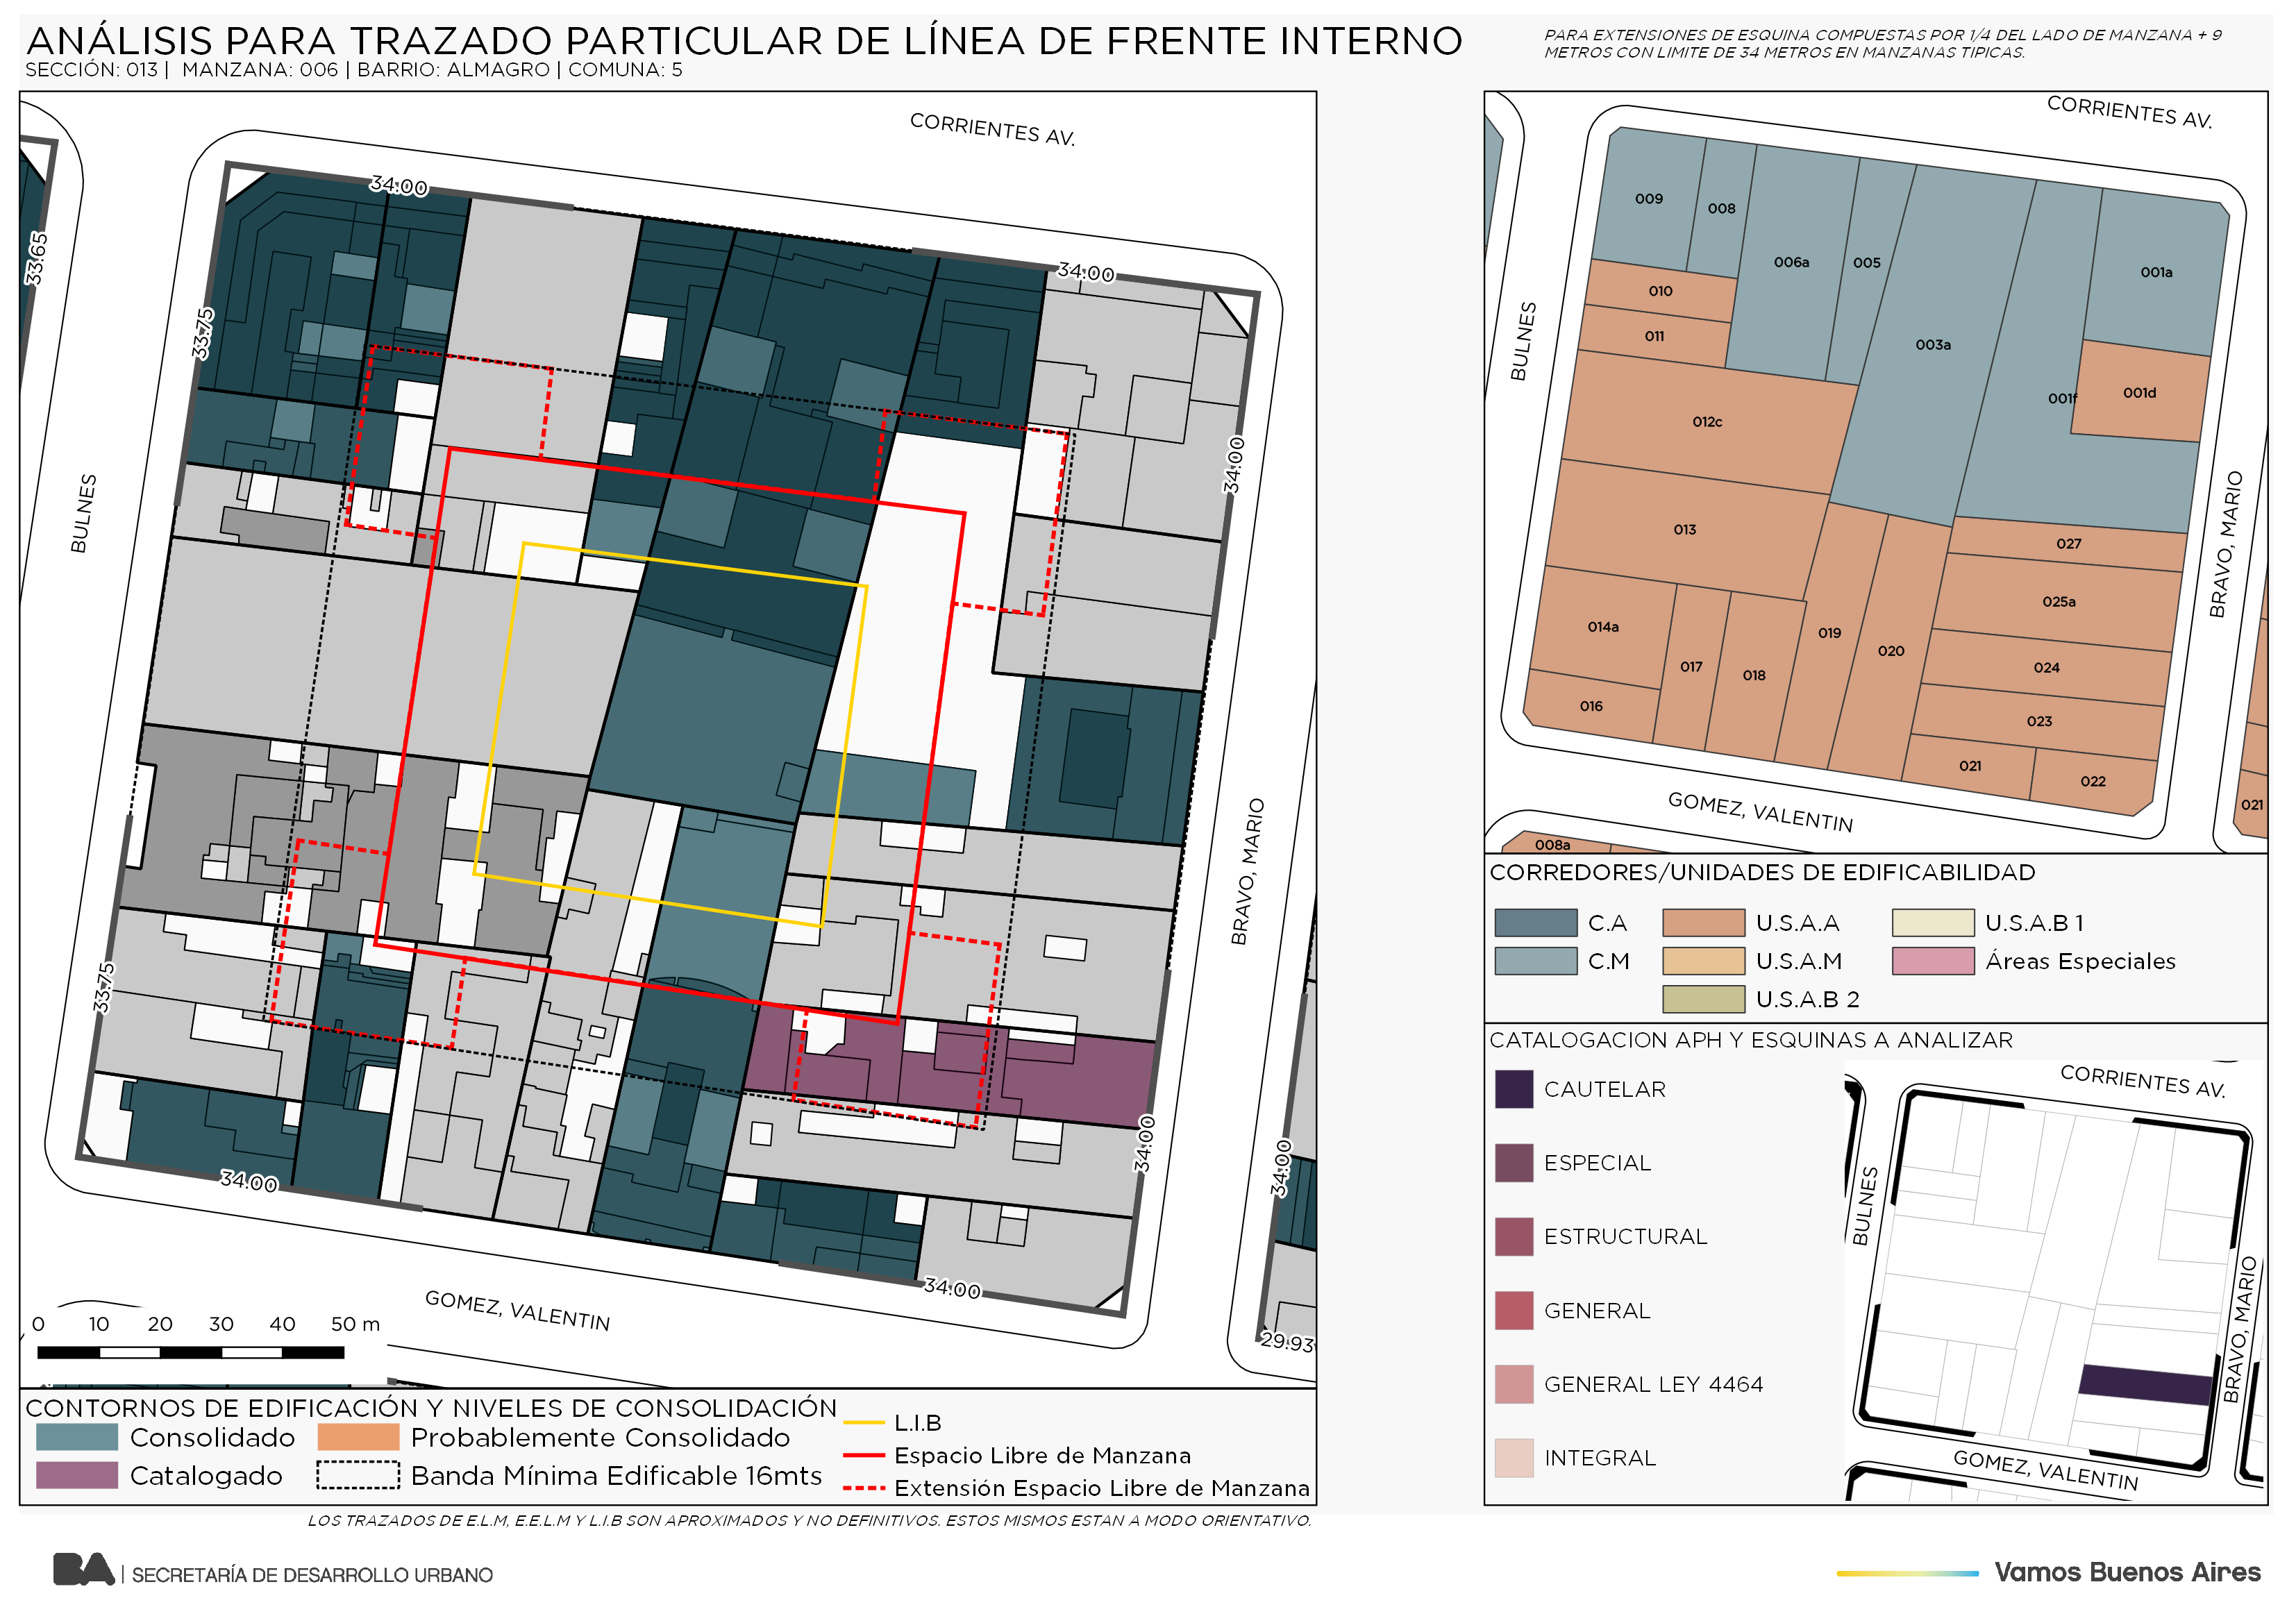 ANÁLISIS PARA TRAZADO PARTICULAR DE LÍNEA DE FRENTE INTERNO
SECCIÓN: 013 | MANZANA: 006 | BARRIO: ALMAGRO | COMUNA: 5
PARA EXTENSIONES DE ESQUINA COMPUESTAS POR 1/4 DEL LADO DE MANZANA + 9
METROS CON LIMITE DE 34 METROS EN MANZANAS TIPICAS.
CORRIENTES AV.
34.00
33.65
33.75
34.00
34.00
BULNES
BRAVO, MARIO
33.75
34.00
34.00
34.00
34.00
GOMEZ, VALENTIN
29.93
0 10 20 30 40 50 m
CONTORNOS DE EDIFICACIÓN Y NIVELES DE CONSOLIDACIÓN
Consolidado
Probablemente Consolidado
Catalogado
Banda Mínima Edificable 16mts
L.I.B
Espacio Libre de Manzana
Extensión Espacio Libre de Manzana
LOS TRAZADOS DE E.L.M, E.E.L.M Y L.I.B SON APROXIMADOS Y NO DEFINITIVOS. ESTOS MISMOS ESTAN A MODO ORIENTATIVO.
CORRIENTES AV.
009
008
006a
005
001a
010
011
003a
001f
001d
BULNES
012c
013
027
BRAVO, MARIO
025a
014a
019
020
017
018
024
016
023
021
022
021
GOMEZ, VALENTIN
008a
CORREDORES/UNIDADES DE EDIFICABILIDAD
C.A
U.S.A.A
U.S.A.B 1
C.M
U.S.A.M
Áreas Especiales
U.S.A.B 2
CATALOGACION APH Y ESQUINAS A ANALIZAR
CAUTELAR
ESPECIAL
ESTRUCTURAL
GENERAL
GENERAL LEY 4464
INTEGRAL
CORRIENTES AV.
BULNES
BRAVO, MARIO
GOMEZ, VALENTIN
BA | SECRETARÍA DE DESARROLLO URBANO
Vamos Buenos Aires